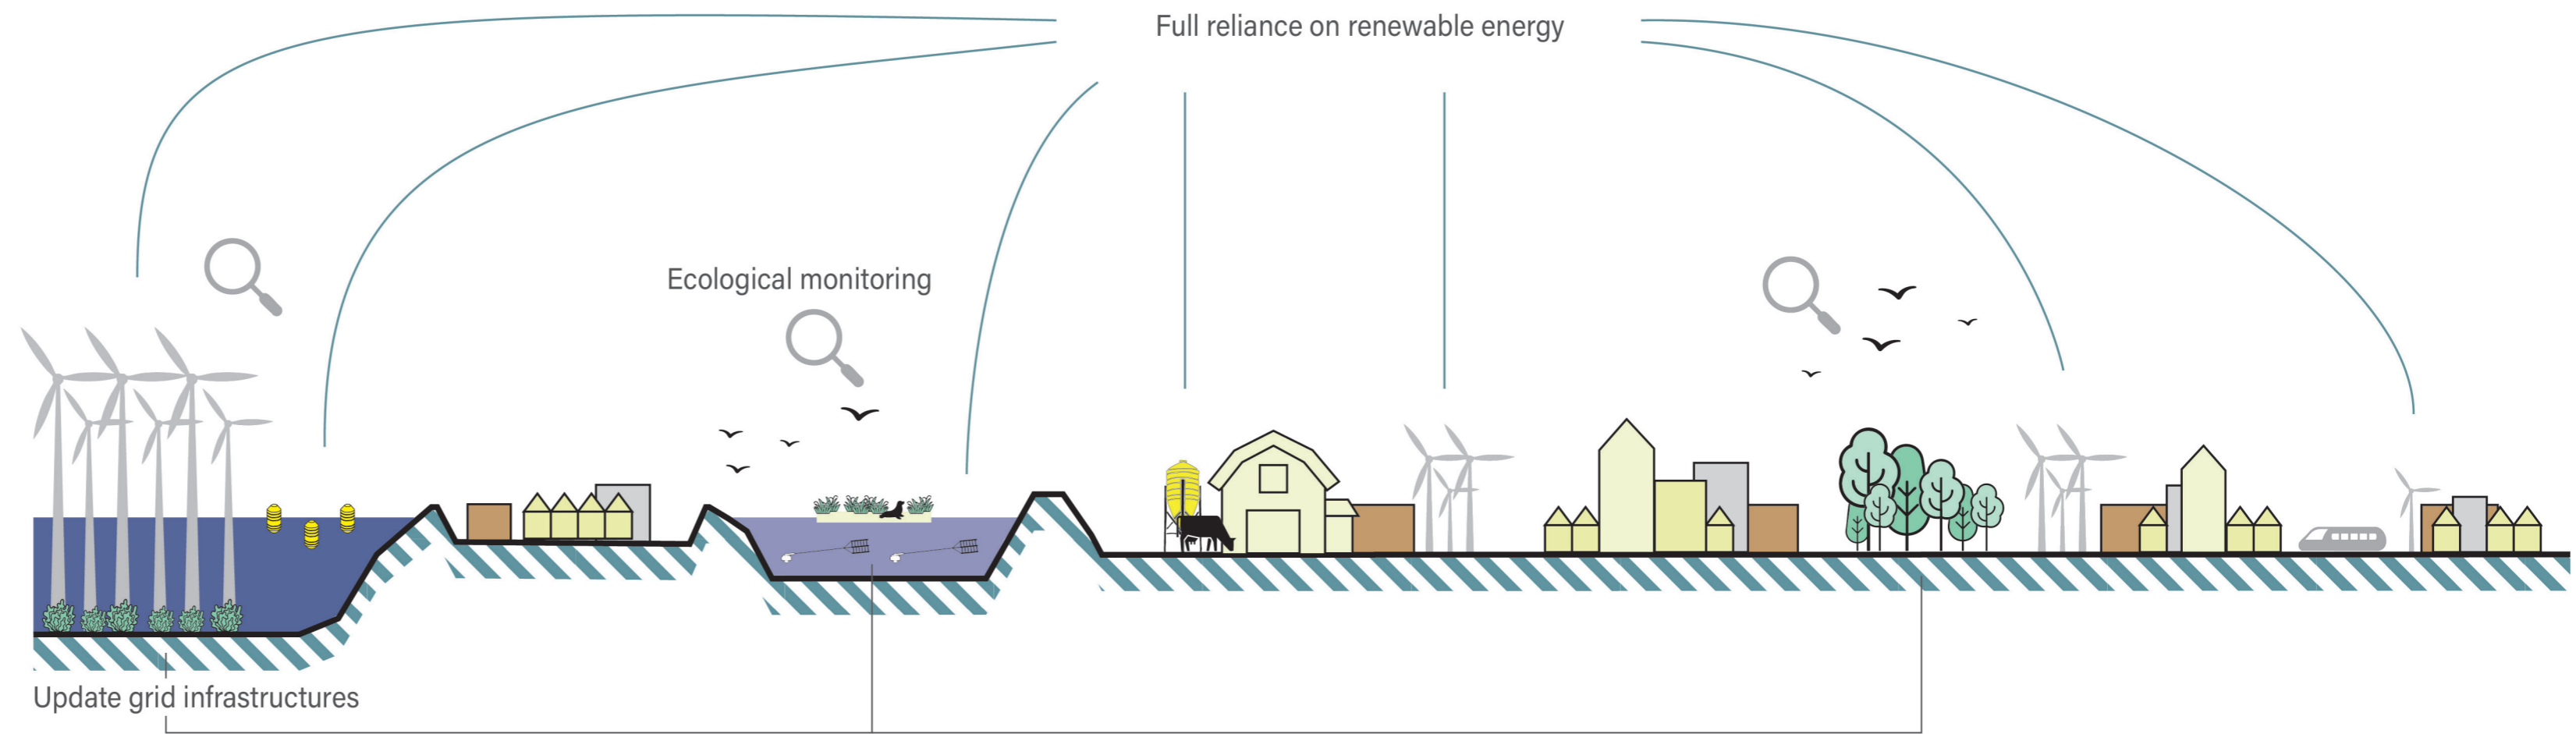 Full reliance on renewable energy
Ecological monitoring
Update grid infrastructures